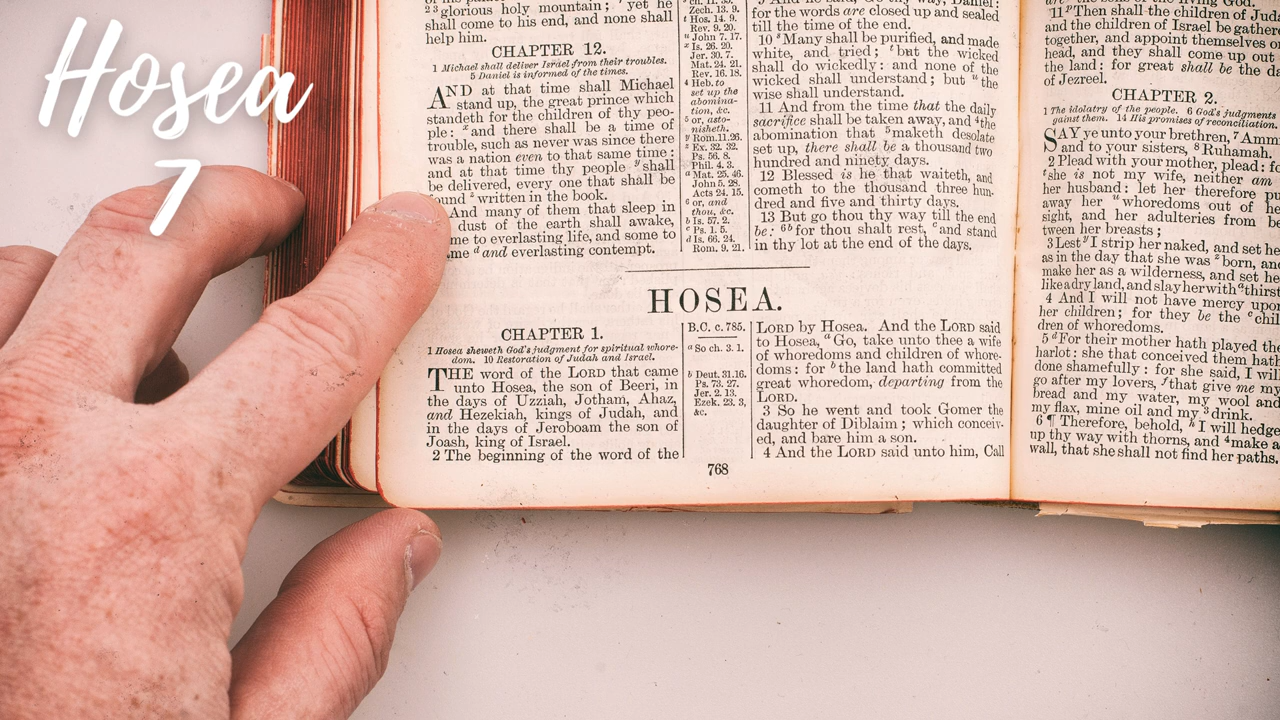 Hosea
7
23 glorious holy mountain; yet he
shall come to his end, and none shall
help him.
CHAPTER 12.
1 Michael shall deliver Israel from their troubles.
5 Daniel is informed of the times.
AND at that time shall Michael
stand up, the great prince which
standeth for the children of thy peo-
ple: x and there shall be a time of
trouble, such as never was since there
was a nation even to that same time:
and at that time thy people y shall
be delivered, every one that shall be
found z written in the book.
And many of them that sleep in
dust of the earth shall awake,
me to everlasting life, and some to
me a and everlasting contempt.
Zech. 13. 9.
t Hos. 14. 9.
Rev. 9. 20.
u John 7. 17.
x Is. 26. 20.
Jer. 30. 7.
Mat. 24. 21.
Rev. 16. 18.
4 Heb. to
set up the
abomina-
tion, &c.
5 or, asto-
nisheth.
y Rom. 11. 26.
z Ex. 32. 32.
Ps. 56. 8.
Phil. 4. 3.
a Mat. 25. 46.
John 5. 28.
Acts 24. 15.
6 or, and
thou, &c.
b Is. 57. 2.
c Ps. 1. 5.
d Is. 66. 24.
Rom. 9. 21.
for the words are closed up and sealed
till the time of the end.
10 s Many shall be purified, and made
white, and tried; t but the wicked
shall do wickedly: and none of the
wicked shall understand; but u the
wise shall understand.
11 And from the time that the daily
sacrifice shall be taken away, and 4 the
abomination that 5 maketh desolate
set up, there shall be a thousand two
hundred and ninety days.
12 Blessed is he that waiteth, and
cometh to the thousand three hun-
dred and five and thirty days.
13 But go thou thy way till the end
be: 6 b for thou shalt rest, c and stand
in thy lot at the end of the days.
HOSEA.
CHAPTER 1.
1 Hosea sheweth God's judgment for spiritual whore-
dom. 10 Restoration of Judah and Israel.
THE word of the LORD that came
unto Hosea, the son of Beeri, in
the days of Uzziah, Jotham, Ahaz,
and Hezekiah, kings of Judah, and
in the days of Jeroboam the son of
Joash, king of Israel.
2 The beginning of the word of the
B.C. c. 785.
a So ch. 3. 1.
b Deut. 31.16.
Ps. 73. 27.
Jer. 2. 13.
Ezek. 23. 3,
&c.
LORD by Hosea. And the LORD said
to Hosea, a Go, take unto thee a wife
of whoredoms and children of whore-
doms: for b the land hath committed
great whoredom, departing from the
LORD.
3 So he went and took Gomer the
daughter of Diblaim; which conceiv-
ed, and bare him a son.
4 And the LORD said unto him, Call
768
11 p Then shall the children of Juda
and the children of Israel be gathere
together, and appoint themselves o
head, and they shall come up out
the land: for great shall be the da
of Jezreel.
CHAPTER 2.
1 The idolatry of the people. 6 God's judgments
against them. 14 His promises of reconciliation.
SAY ye unto your brethren, 7 Ammi
and to your sisters, 8 Ruhamah.
2 Plead with your mother, plead: fo
t she is not my wife, neither am
her husband: let her therefore pu
away her u whoredoms out of he
sight, and her adulteries from be
tween her breasts;
3 Lest y I strip her naked, and set he
as in the day that she was z born, and
make her as a wilderness, and set he
like a dry land, and slay her with a thirst
4 And I will not have mercy upo
her children; for they be the c chil
dren of whoredoms.
5 d For their mother hath played the
harlot: she that conceived them hath
done shamefully: for she said, I will
go after my lovers, f that give me my
bread and my water, my wool and
my flax, mine oil and my 3 drink.
6 ¶ Therefore, behold, h I will hedge
up thy way with thorns, and 4 make a
wall, that she shall not find her paths.